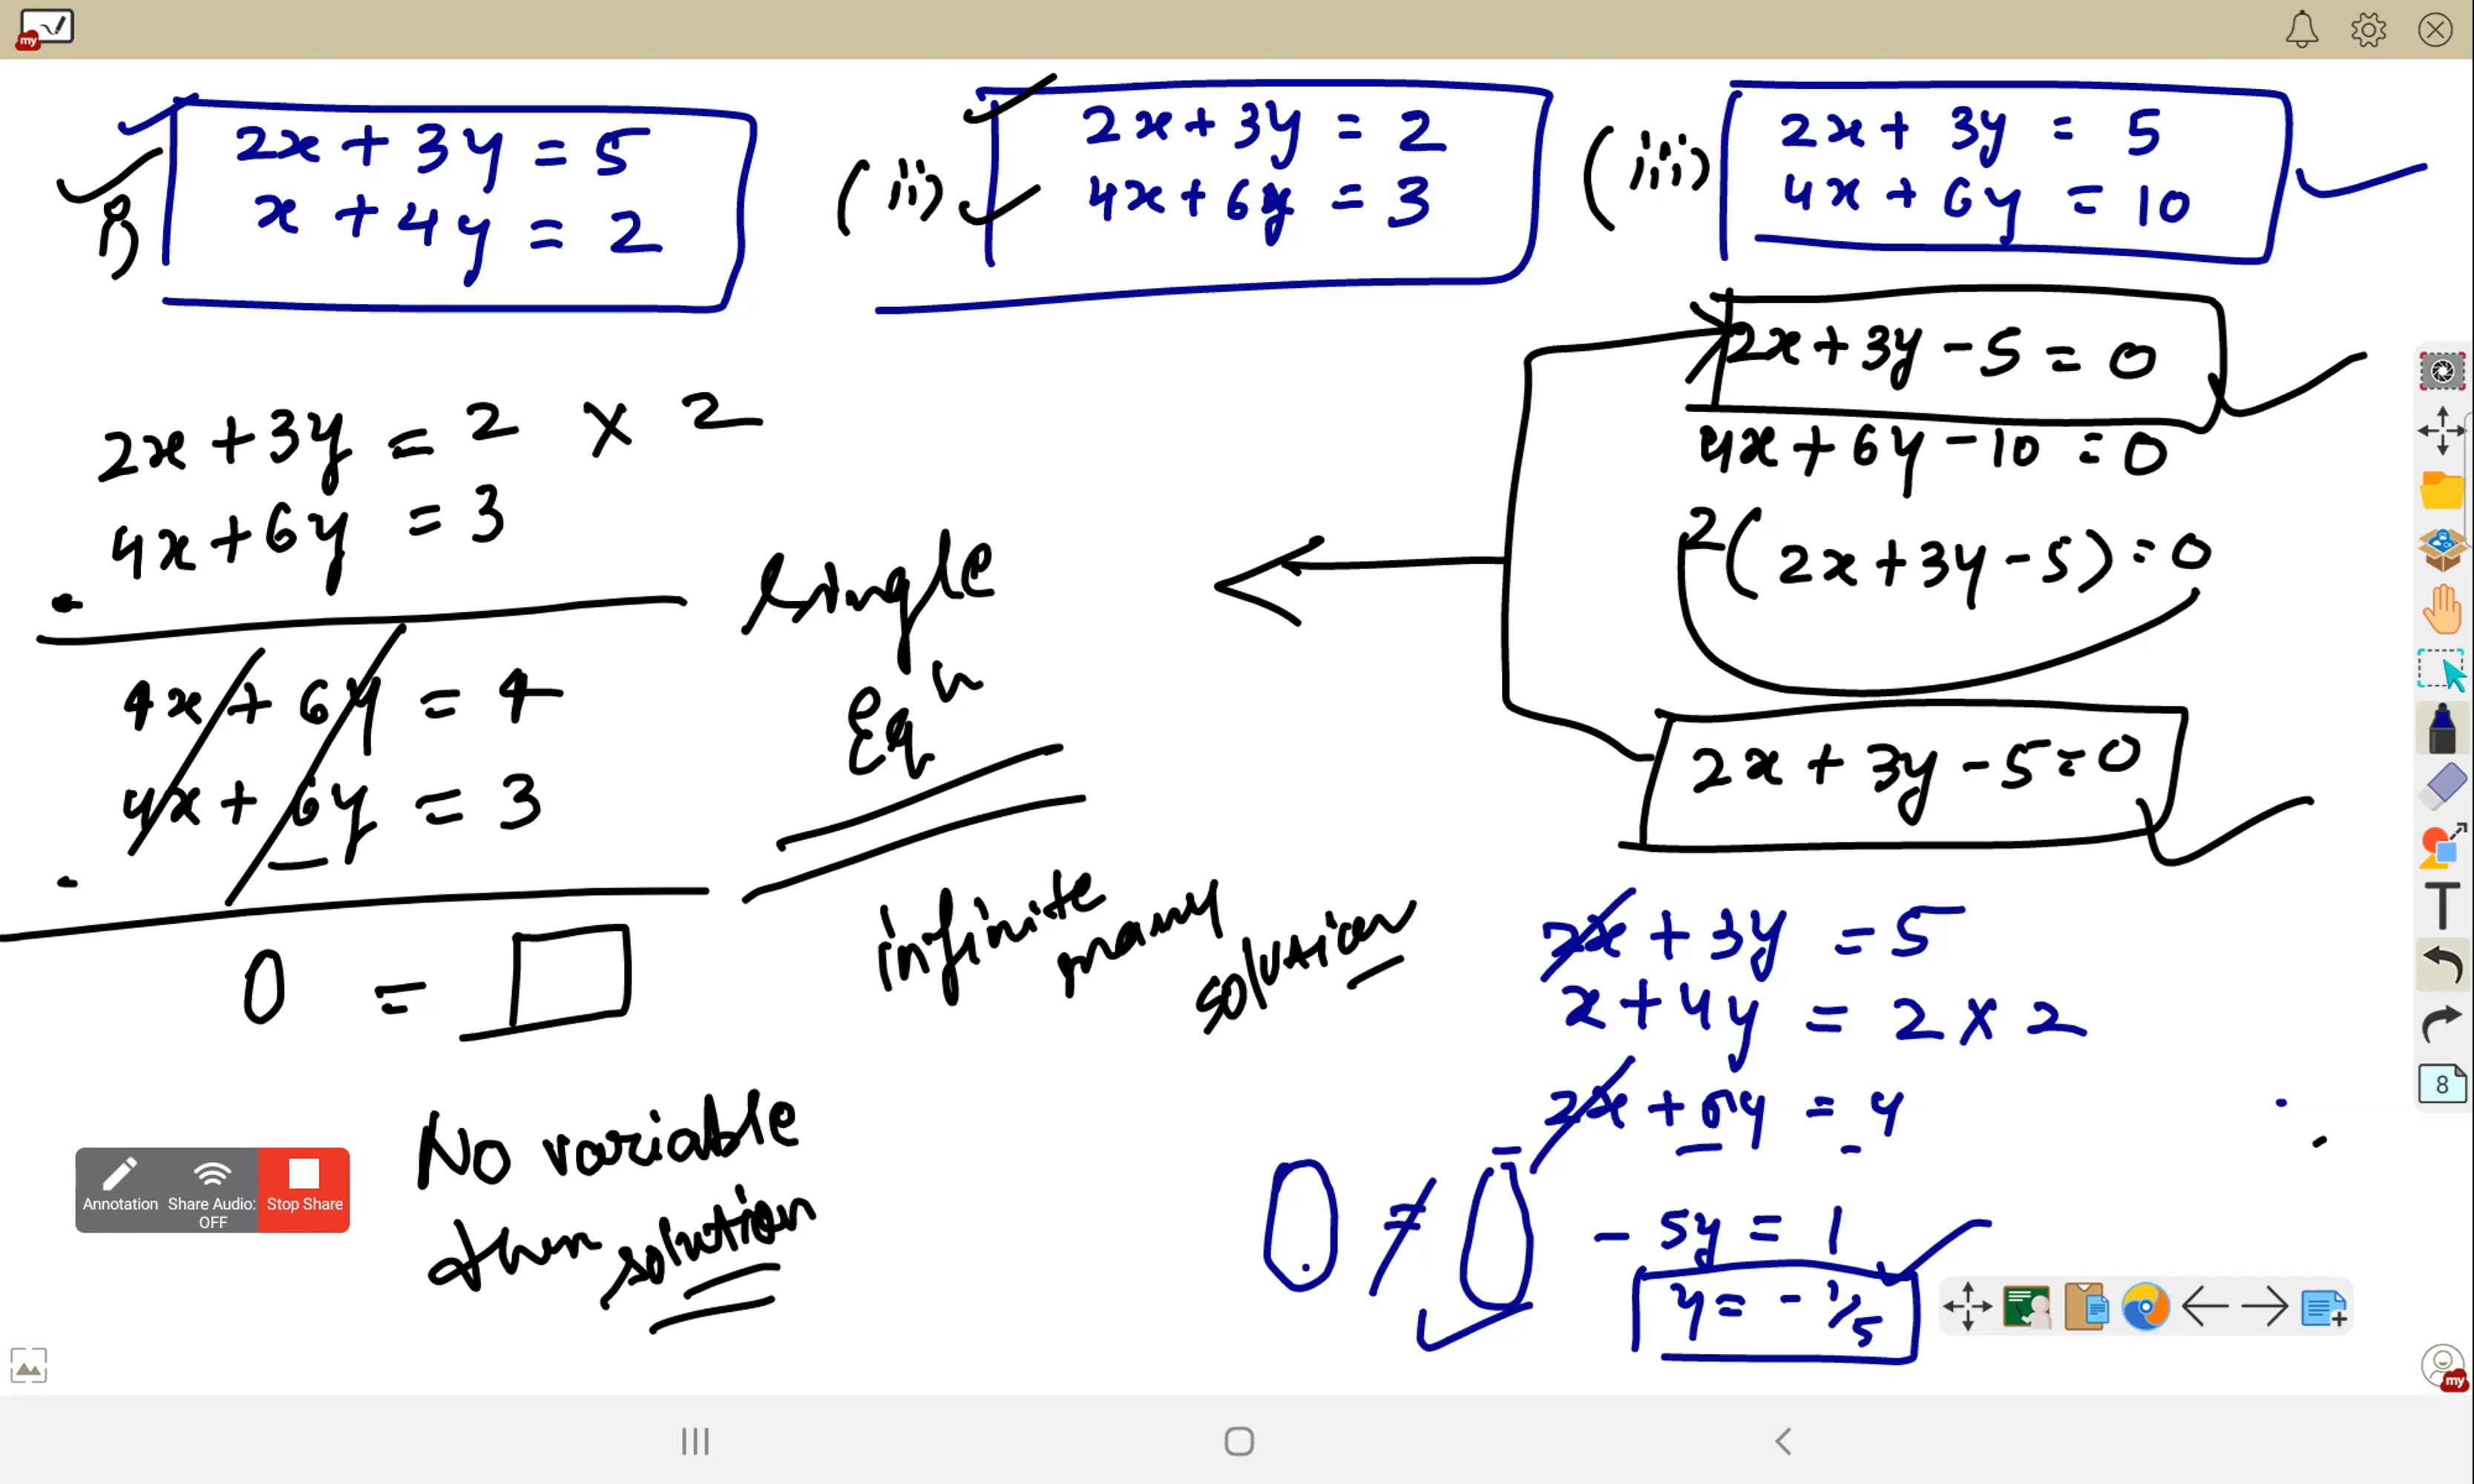 my
2x + 3y = 5
x + 4y = 2
i)
(ii)
2x + 3y = 2
4x + 6y = 3
(iii)
2x + 3y = 5
4x + 6y = 10
2x + 3y - 5 = 0
4x + 6y - 10 = 0
2(2x + 3y - 5) = 0
2x + 3y - 5 = 0
2x + 3y = 2 × 2
4x + 6y = 3
4x + 6y = 4
4x + 6y = 3
0 =
No variable
then solution
single
Eqn
infinite
many
solution
2x + 3y = 5
x + 4y = 2 × 2
2x + 8y = 4
- 5y = 1
y = - 1/5
0 ≠ 0
Annotation
Share Audio:
OFF
Stop Share
T
8
my